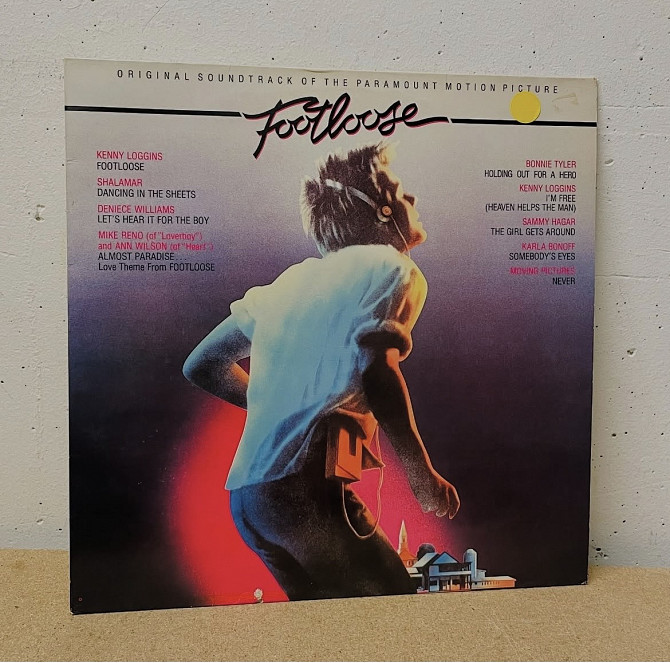 ORIGINAL SOUNDTRACK OF THE PARAMOUNT MOTION PICTURE
Footloose
KENNY LOGGINS
FOOTLOOSE
SHALAMAR
DANCING IN THE SHEETS
DENIECE WILLIAMS
LET'S HEAR IT FOR THE BOY
MIKE RENO (of "Loverboy")
and ANN WILSON (of "Heart")
ALMOST PARADISE...
Love Theme From FOOTLOOSE
BONNIE TYLER
HOLDING OUT FOR A HERO
KENNY LOGGINS
I'M FREE
(HEAVEN HELPS THE MAN)
SAMMY HAGAR
THE GIRL GETS AROUND
KARLA BONOFF
SOMEBODY'S EYES
MOVING PICTURES
NEVER